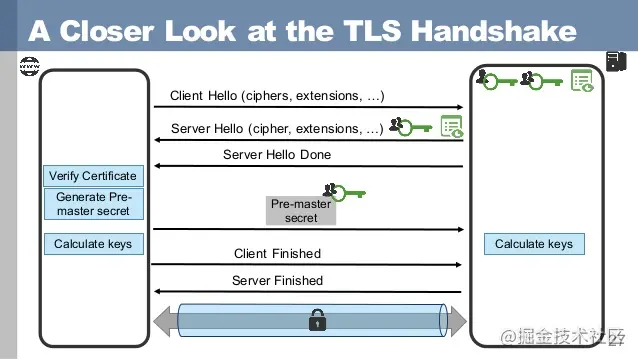 A Closer Look at the TLS Handshake
www
Client Hello (ciphers, extensions, …)
Server Hello (cipher, extensions, …)
Server Hello Done
Verify Certificate
Generate Pre-
master secret
Pre-master
secret
Calculate keys
Calculate keys
Client Finished
Server Finished
@掘金技术社区
27